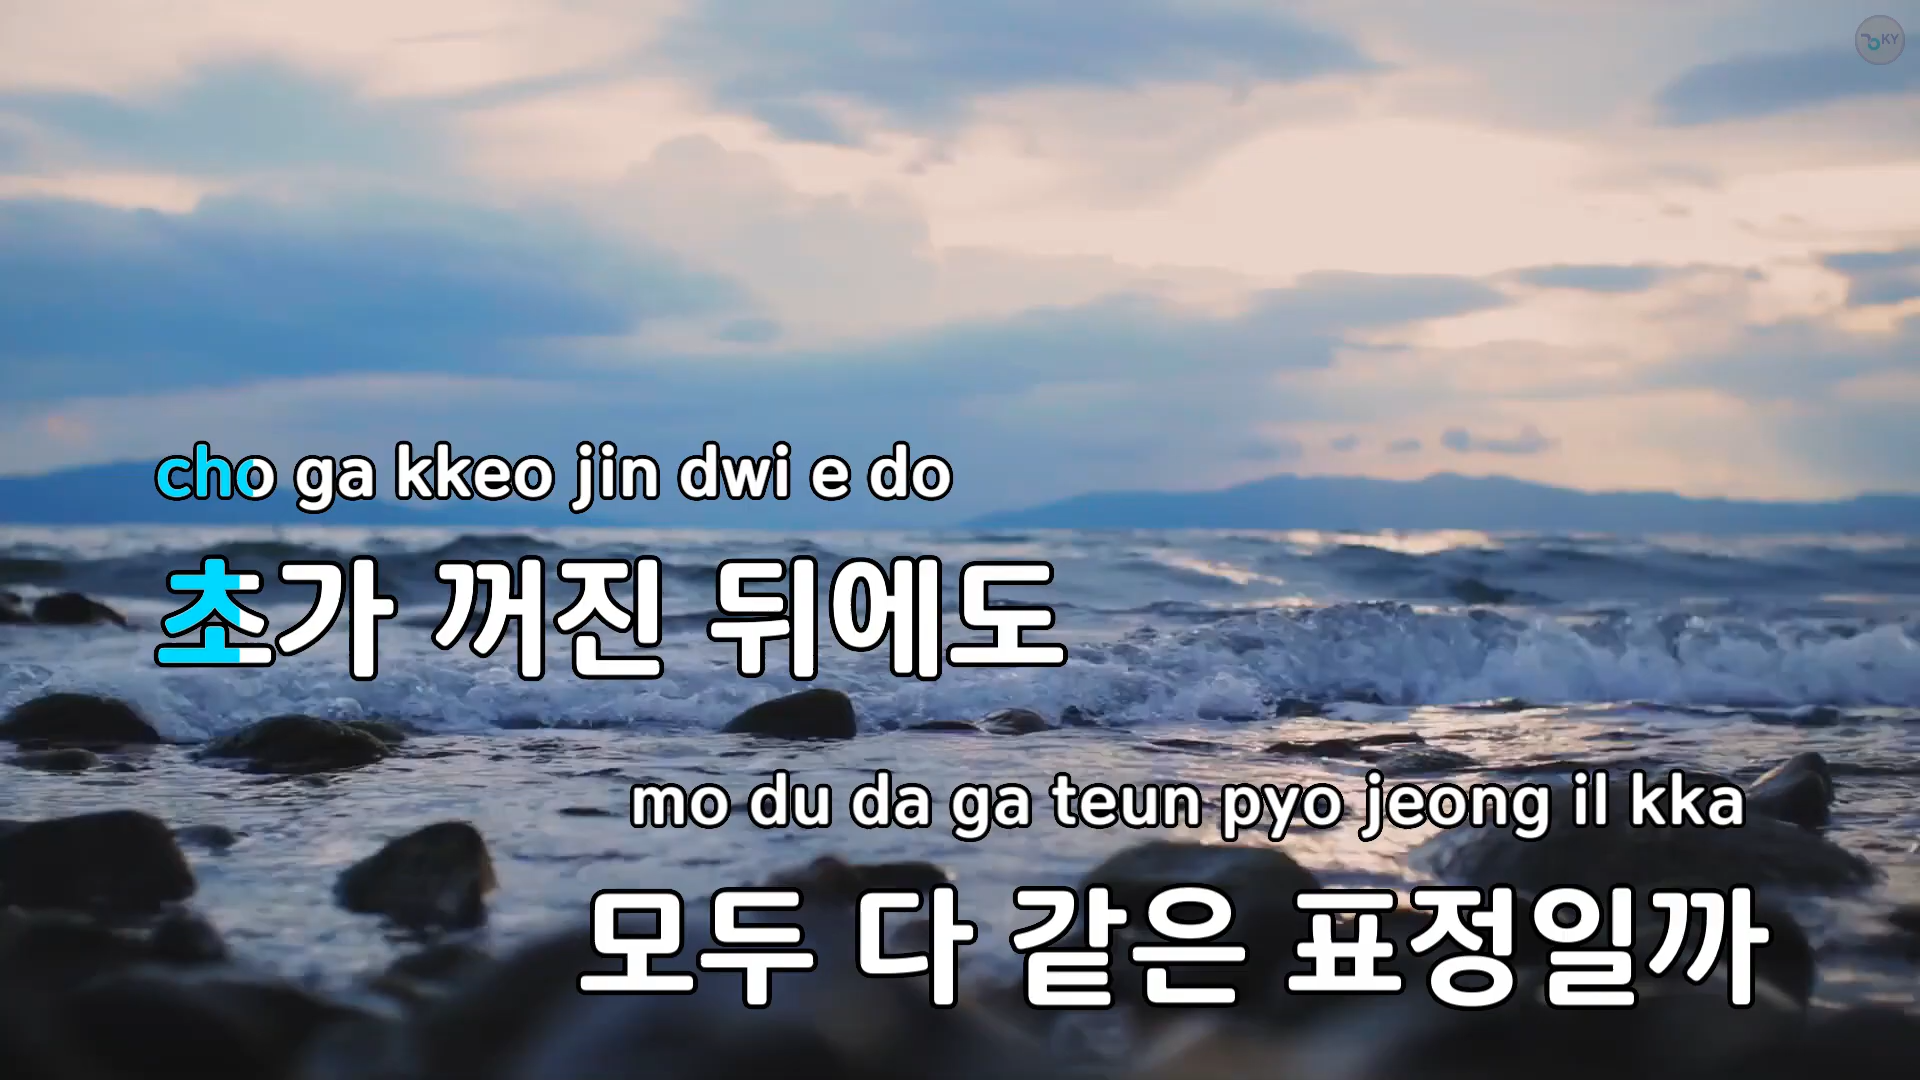 KY
cho ga kkeo jin dwi e do
초가 꺼진 뒤에도
mo du da ga teun pyo jeong il kka
모두 다 같은 표정일까